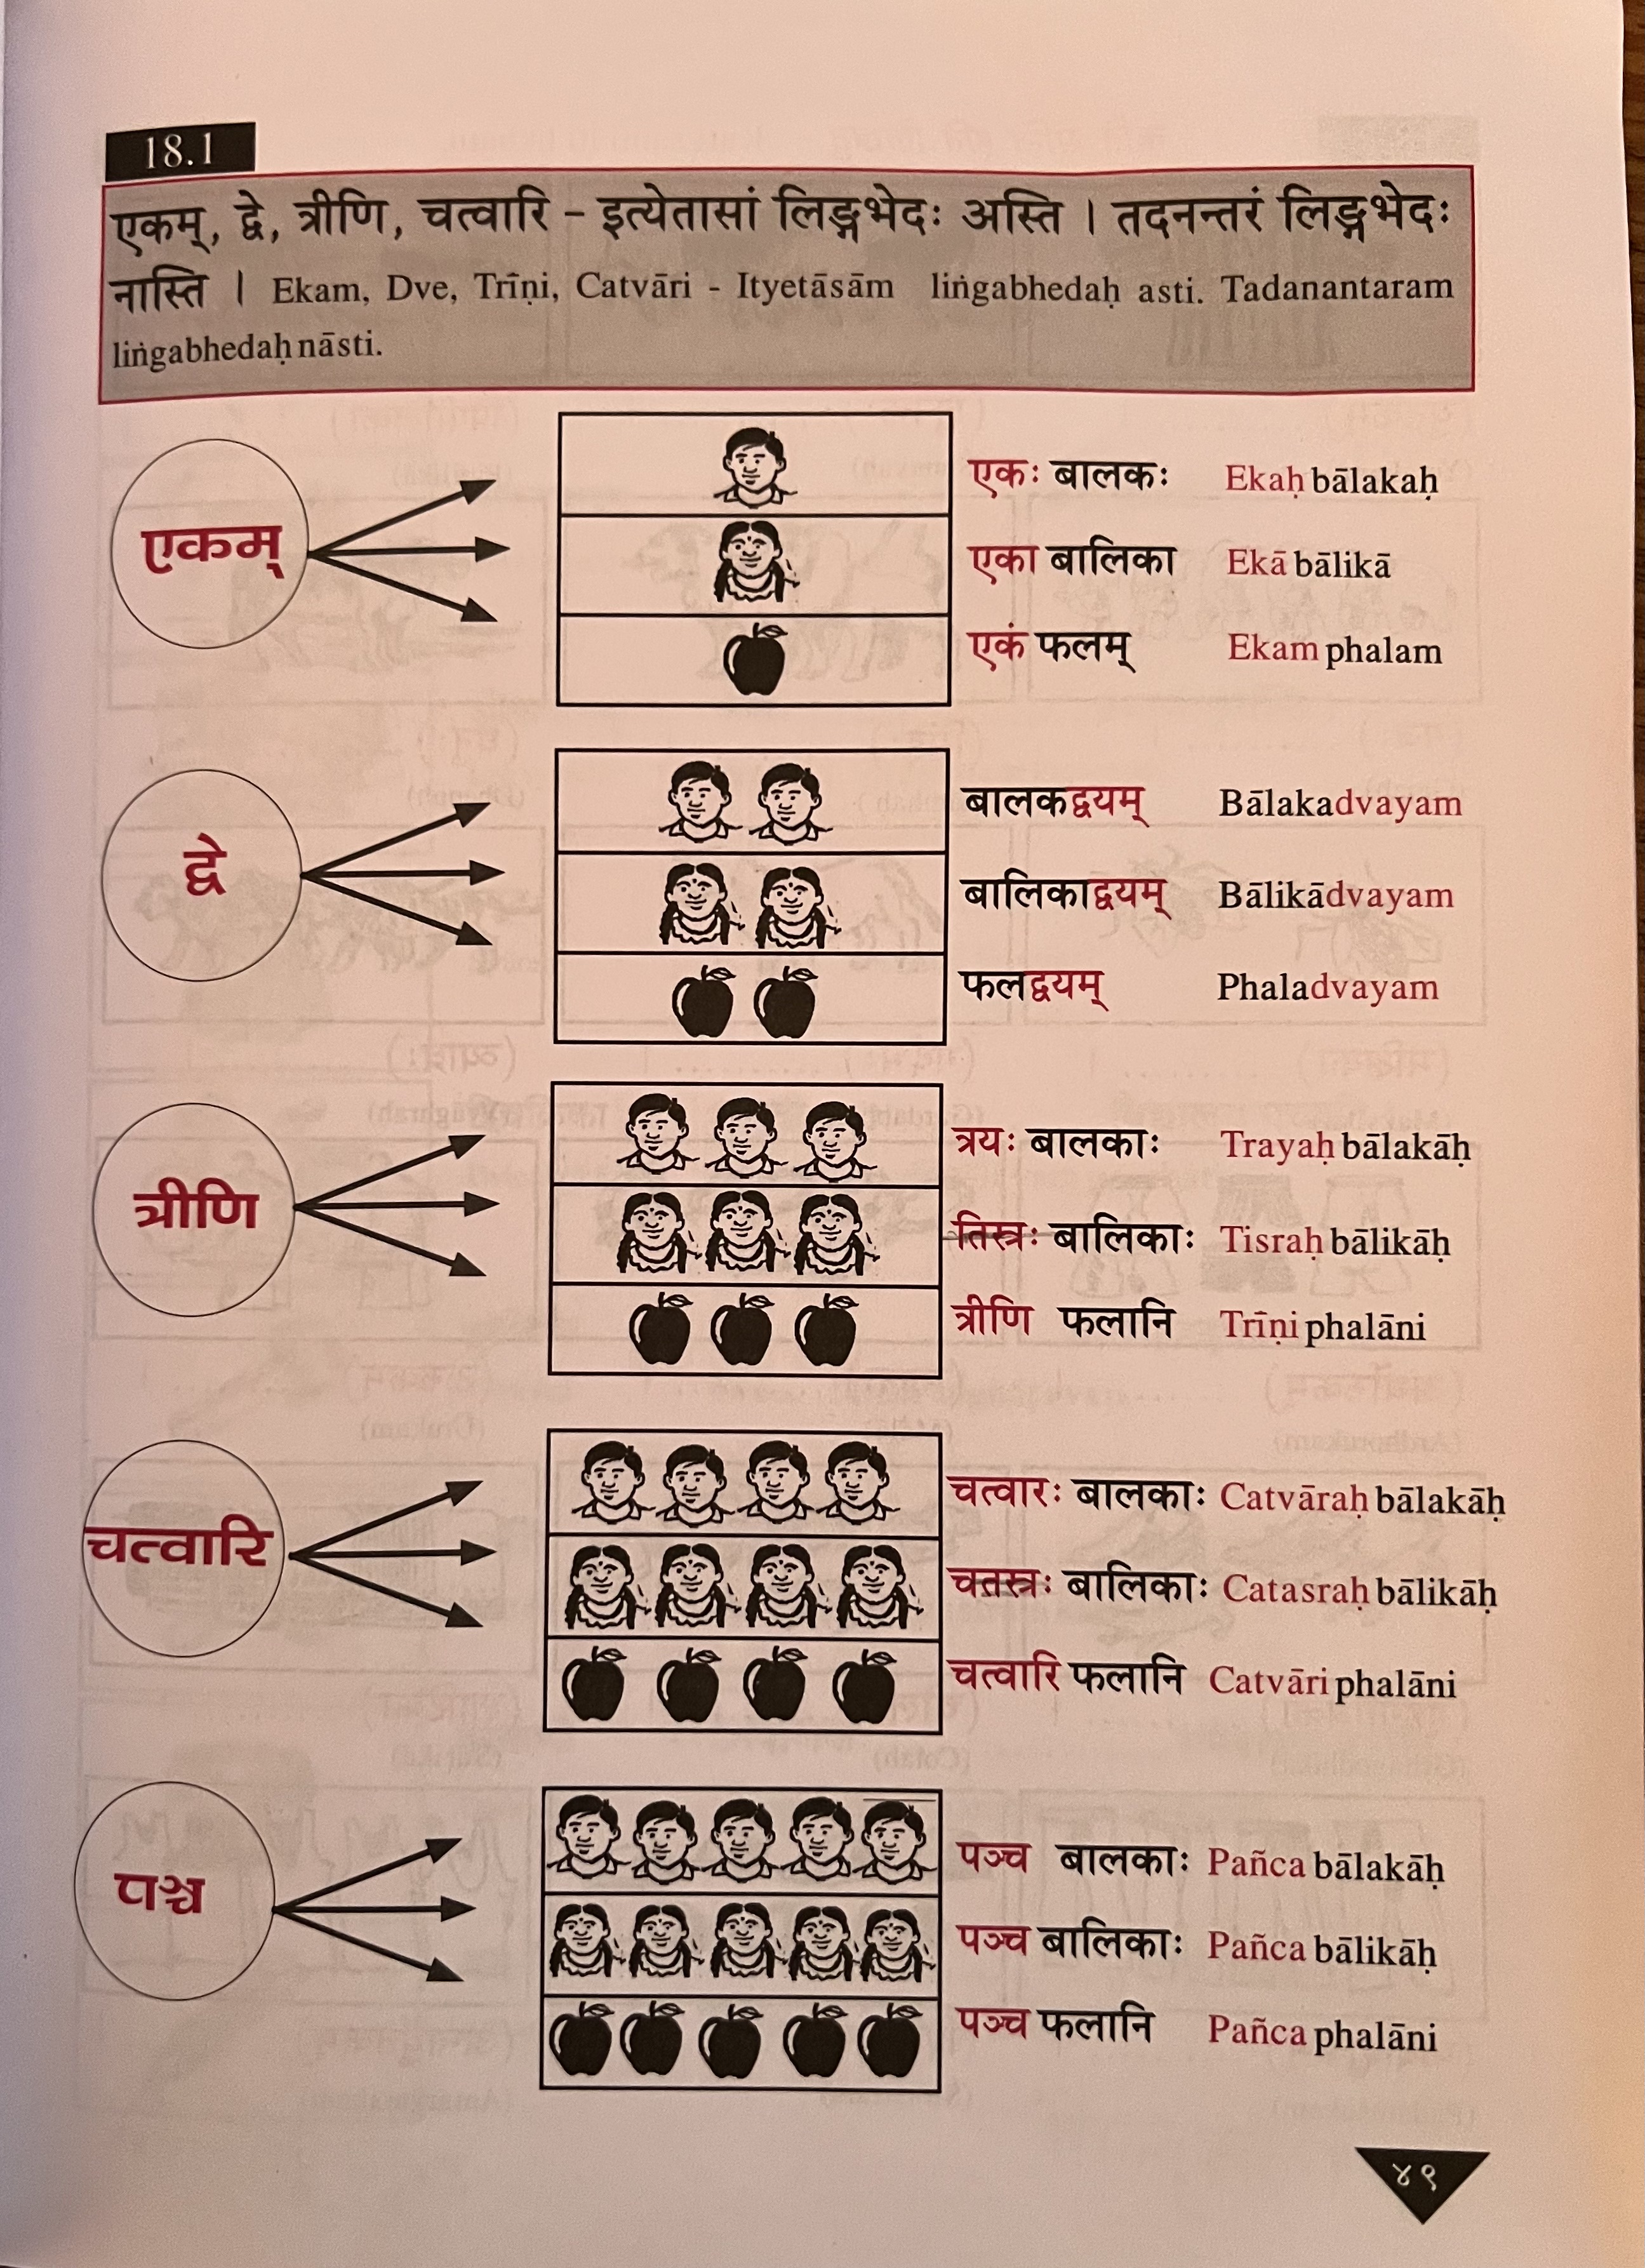 18.1
एकम्, द्वे, त्रीणि, चत्वारि – इत्येतासां लिङ्गभेदः अस्ति । तदनन्तरं लिङ्गभेदः
नास्ति । Ekam, Dve, Trīṇi, Catvāri - Ityetāsām liṅgabhedaḥ asti. Tadanantaram
liṅgabhedaḥ nāsti.
एकम्
एकः बालकः Ekaḥ bālakaḥ
एका बालिका Ekā bālikā
एकं फलम् Ekam phalam
द्वे
बालकद्वयम् Bālakadvayam
बालिकाद्वयम् Bālikādvayam
फलद्वयम् Phaladvayam
त्रीणि
त्रयः बालकाः Trayaḥ bālakāḥ
तिस्त्रः बालिकाः Tisraḥ bālikāḥ
त्रीणि फलानि Trīṇi phalāni
चत्वारि
चत्वारः बालकाः Catvāraḥ bālakāḥ
चतस्त्रः बालिकाः Catasraḥ bālikāḥ
चत्वारि फलानि Catvāri phalāni
पञ्च
पञ्च बालकाः Pañca bālakāḥ
पञ्च बालिकाः Pañca bālikāḥ
पञ्च फलानि Pañca phalāni
४९